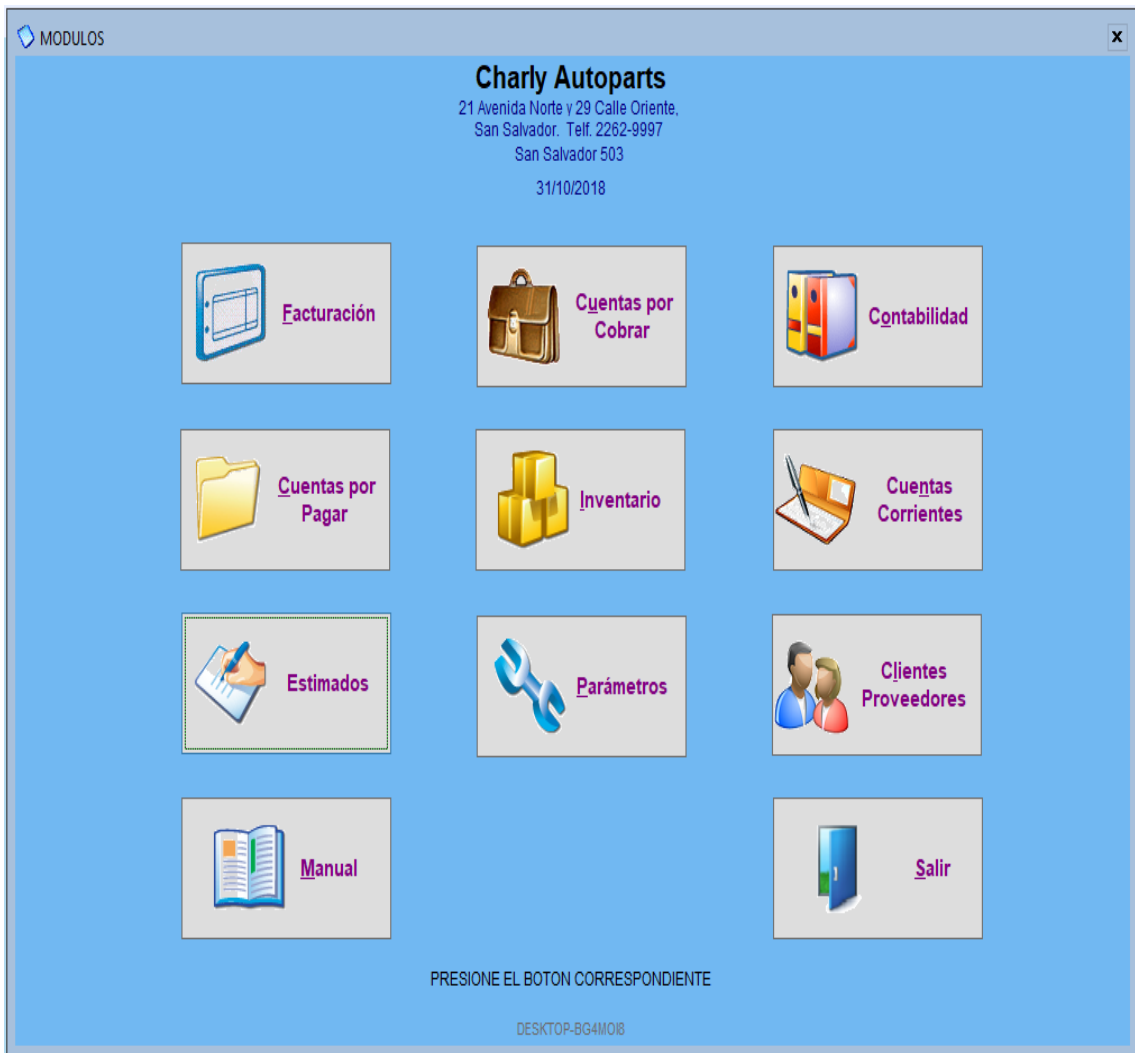 MODULOS
x
Charly Autoparts
21 Avenida Norte y 29 Calle Oriente,
San Salvador. Telf. 2262-9997
San Salvador 503
31/10/2018
Facturación
Cuentas por
Cobrar
Contabilidad
Cuentas por
Pagar
Inventario
Cuentas
Corrientes
Estimados
Parámetros
Clientes
Proveedores
Manual
Salir
PRESIONE EL BOTON CORRESPONDIENTE
DESKTOP-BG4MOI8